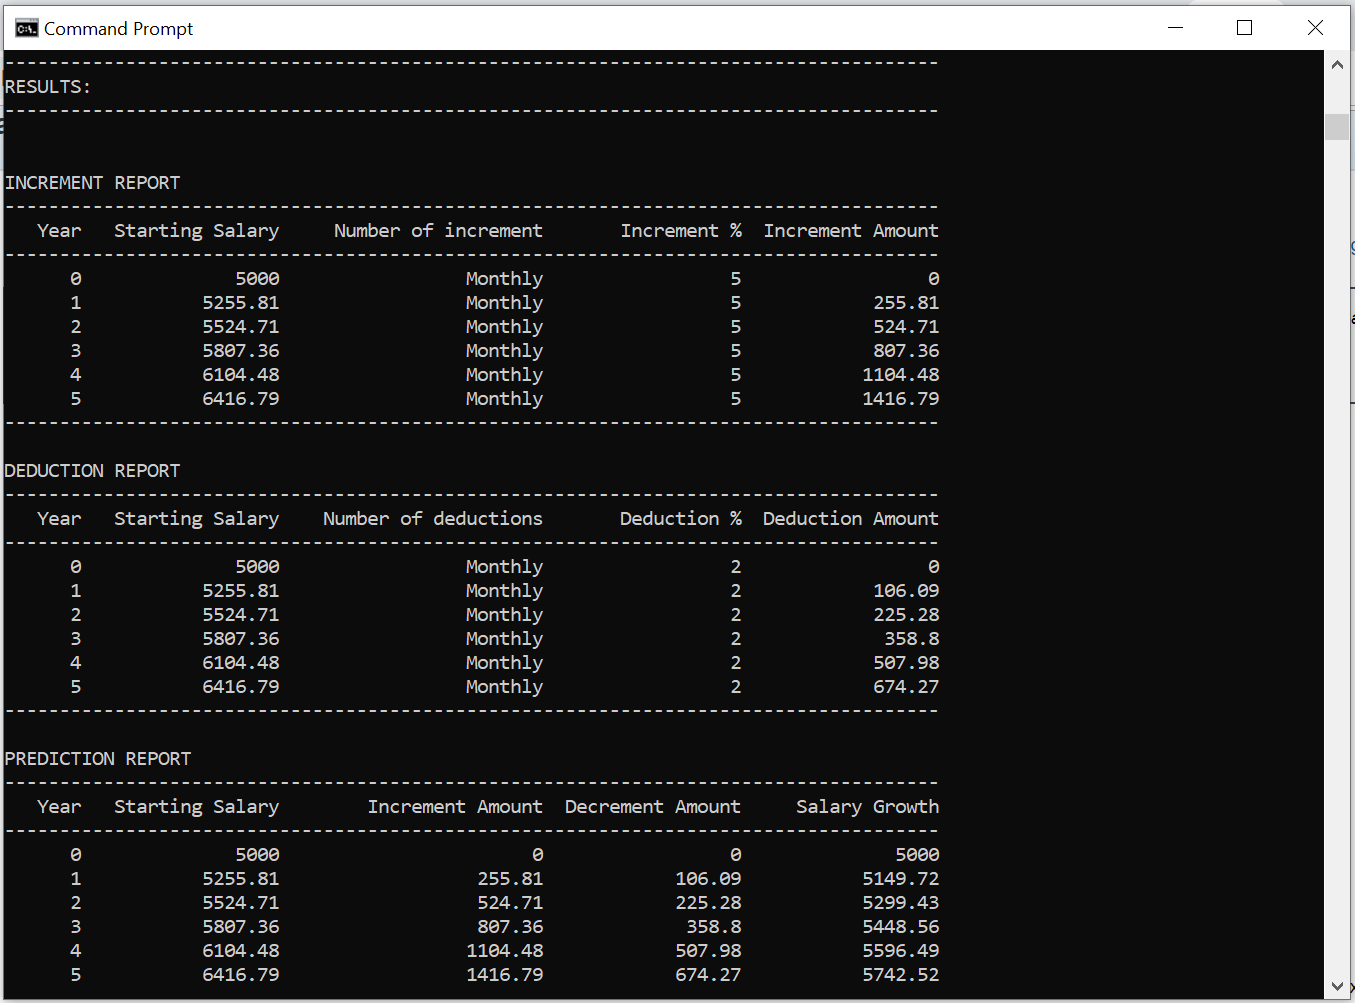 Command Prompt
-------------------------------------------------------------------------------------
RESULTS:
-------------------------------------------------------------------------------------
INCREMENT REPORT
-------------------------------------------------------------------------------------
Year Starting Salary Number of increment Increment % Increment Amount
-------------------------------------------------------------------------------------
0 5000 Monthly 5 0
1 5255.81 Monthly 5 255.81
2 5524.71 Monthly 5 524.71
3 5807.36 Monthly 5 807.36
4 6104.48 Monthly 5 1104.48
5 6416.79 Monthly 5 1416.79
-------------------------------------------------------------------------------------
DEDUCTION REPORT
-------------------------------------------------------------------------------------
Year Starting Salary Number of deductions Deduction % Deduction Amount
-------------------------------------------------------------------------------------
0 5000 Monthly 2 0
1 5255.81 Monthly 2 106.09
2 5524.71 Monthly 2 225.28
3 5807.36 Monthly 2 358.8
4 6104.48 Monthly 2 507.98
5 6416.79 Monthly 2 674.27
-------------------------------------------------------------------------------------
PREDICTION REPORT
-------------------------------------------------------------------------------------
Year Starting Salary Increment Amount Decrement Amount Salary Growth
-------------------------------------------------------------------------------------
0 5000 0 0 5000
1 5255.81 255.81 106.09 5149.72
2 5524.71 524.71 225.28 5299.43
3 5807.36 807.36 358.8 5448.56
4 6104.48 1104.48 507.98 5596.49
5 6416.79 1416.79 674.27 5742.52